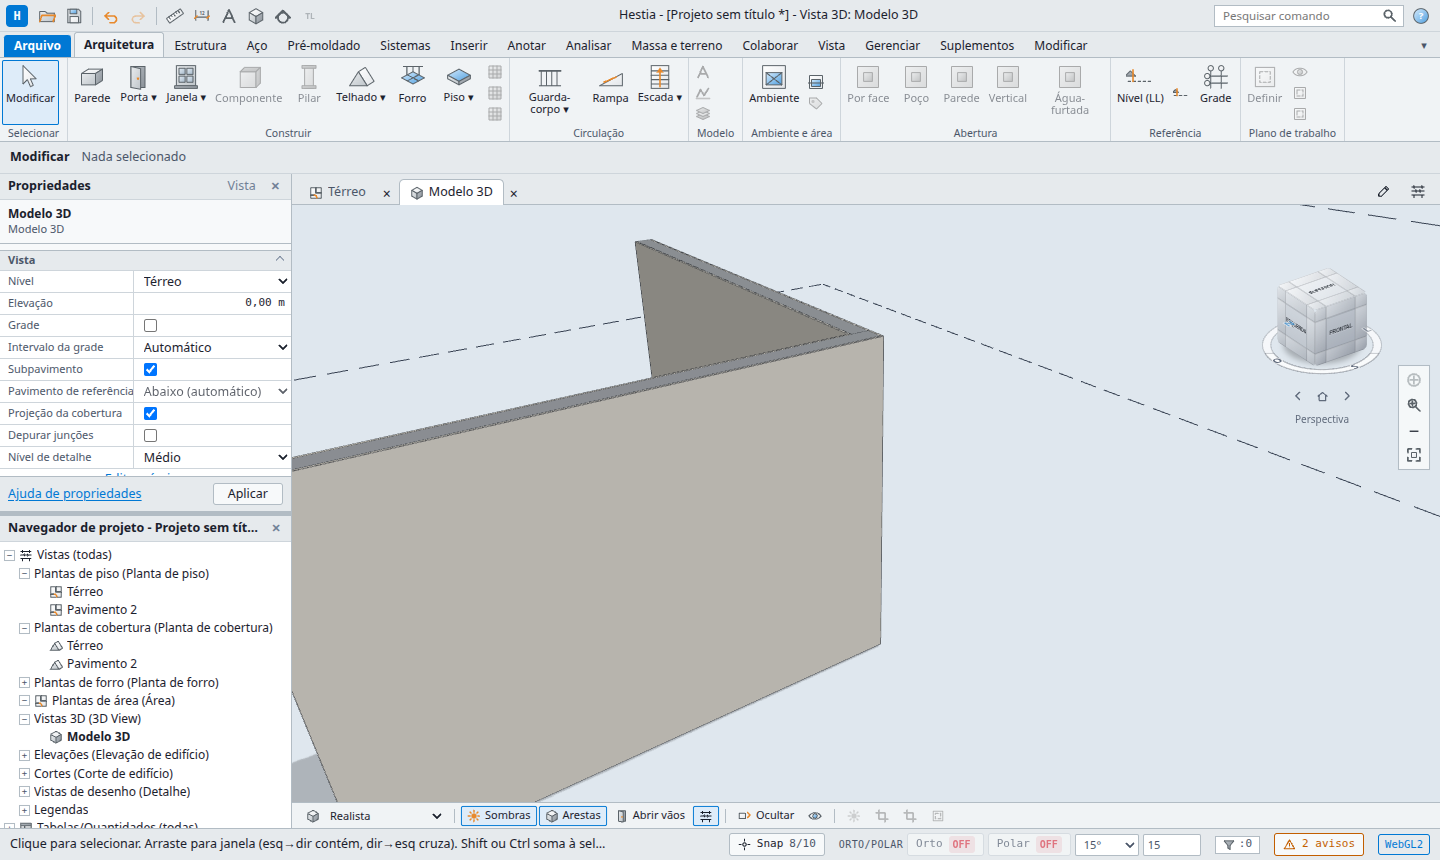 H
TL
Hestia - [Projeto sem título *] - Vista 3D: Modelo 3D
Pesquisar comando
?
Arquivo
Arquitetura
Estrutura
Aço
Pré-moldado
Sistemas
Inserir
Anotar
Analisar
Massa e terreno
Colaborar
Vista
Gerenciar
Suplementos
Modificar
Modificar
Parede
Porta ▾
Janela ▾
Componente
Pilar
Telhado ▾
Forro
Piso ▾
Guarda-
corpo ▾
Rampa
Escada ▾
Ambiente
Por face
Poço
Parede
Vertical
Água-
furtada
Nível (LL)
Grade
Definir
Selecionar
Construir
Circulação
Modelo
Ambiente e área
Abertura
Referência
Plano de trabalho
Modificar
Nada selecionado
Propriedades
Vista
Modelo 3D
Modelo 3D
Vista
Nível
Térreo
Elevação
0,00 m
Grade
Intervalo da grade
Automático
Subpavimento
Pavimento de referência
Abaixo (automático)
Projeção da cobertura
Depurar junções
Nível de detalhe
Médio
Ajuda de propriedades
Aplicar
Navegador de projeto - Projeto sem tít...
Vistas (todas)
Plantas de piso (Planta de piso)
Térreo
Pavimento 2
Plantas de cobertura (Planta de cobertura)
Térreo
Pavimento 2
Plantas de forro (Planta de forro)
Plantas de área (Área)
Vistas 3D (3D View)
Modelo 3D
Elevações (Elevação de edifício)
Cortes (Corte de edifício)
Vistas de desenho (Detalhe)
Legendas
Tabelas/Quantidades (todas)
Térreo
Modelo 3D
SUPERIOR
FRONTAL
O
S
Perspectiva
Realista
Sombras
Arestas
Abrir vãos
Ocultar
Clique para selecionar. Arraste para janela (esq→dir contém, dir→esq cruza). Shift ou Ctrl soma à sel...
Snap 8/10
ORTO/POLAR
Orto OFF
Polar OFF
15°
15
:0
2 avisos
WebGL2